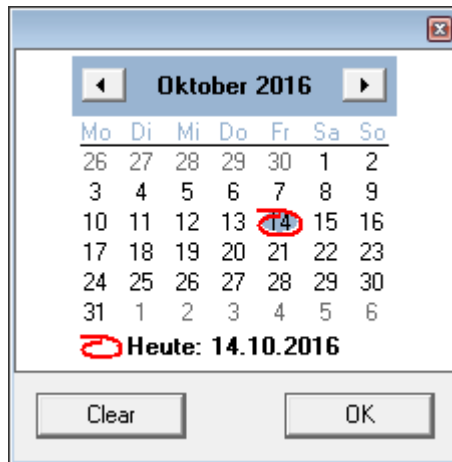 Oktober 2016
Mo Di Mi Do Fr Sa So
26 27 28 29 30 1 2
3 4 5 6 7 8 9
10 11 12 13 14 15 16
17 18 19 20 21 22 23
24 25 26 27 28 29 30
31 1 2 3 4 5 6
Heute: 14.10.2016
Clear OK